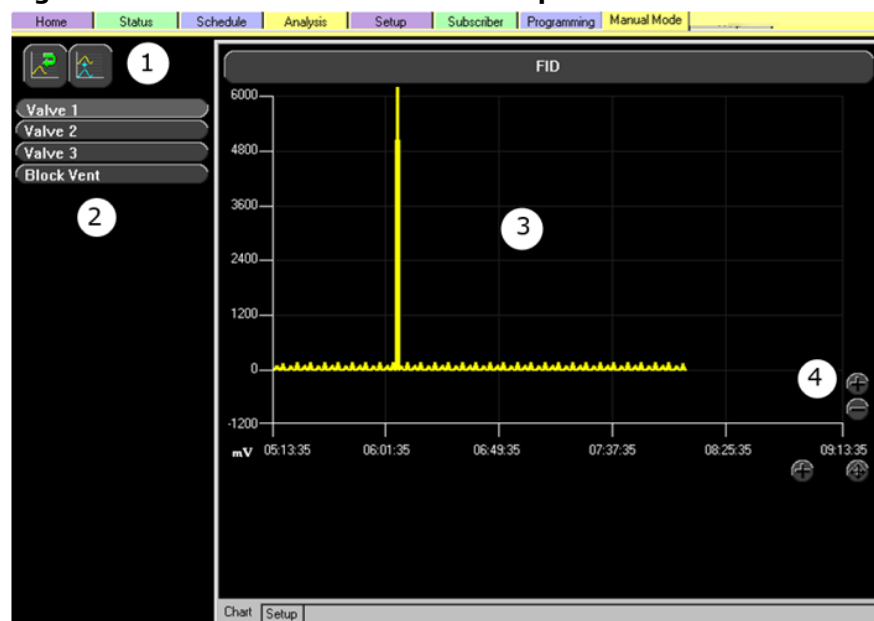 Home Status Schedule Analysis Setup Subscriber Programming Manual Mode
1
FID
Valve 1
Valve 2
Valve 3
Block Vent
2
6000
4800
3600
3
2400
1200
0
4
-1200
mV 05:13:35 06:01:35 06:49:35 07:37:35 08:25:35 09:13:35
Chart Setup